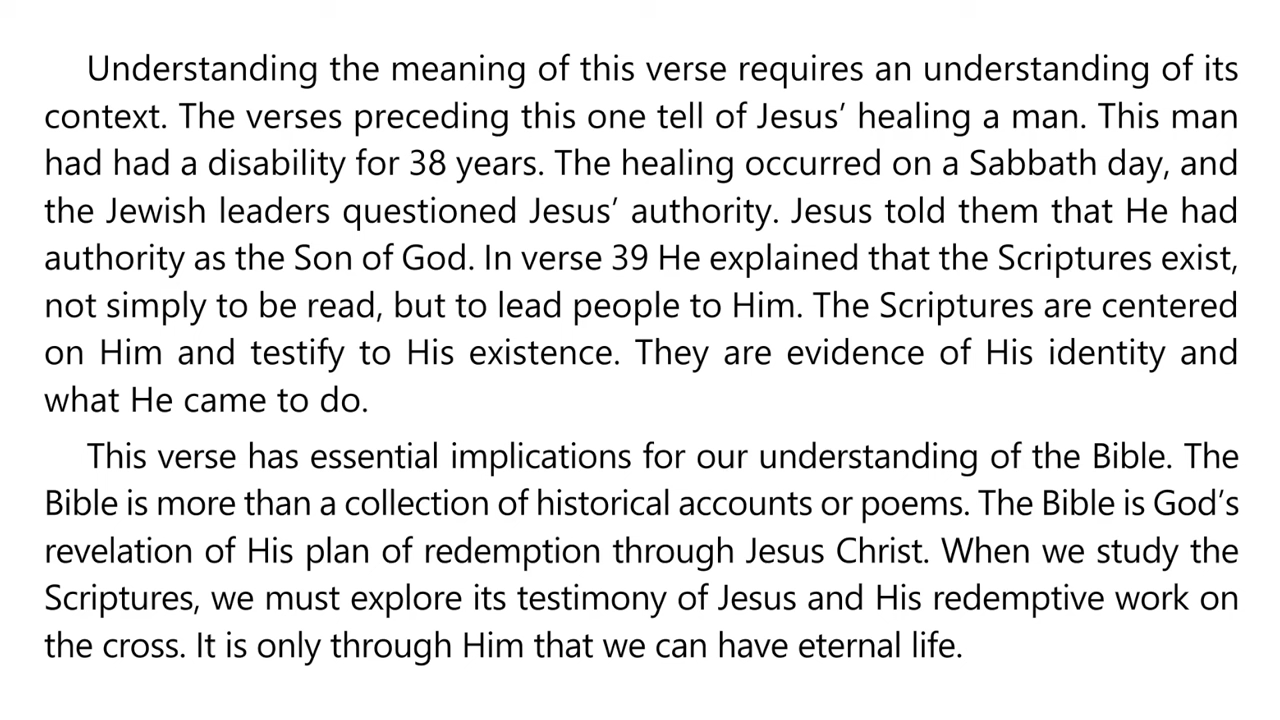 Understanding the meaning of this verse requires an understanding of its
context. The verses preceding this one tell of Jesus’ healing a man. This man
had had a disability for 38 years. The healing occurred on a Sabbath day, and
the Jewish leaders questioned Jesus’ authority. Jesus told them that He had
authority as the Son of God. In verse 39 He explained that the Scriptures exist,
not simply to be read, but to lead people to Him. The Scriptures are centered
on Him and testify to His existence. They are evidence of His identity and
what He came to do.
This verse has essential implications for our understanding of the Bible. The
Bible is more than a collection of historical accounts or poems. The Bible is God’s
revelation of His plan of redemption through Jesus Christ. When we study the
Scriptures, we must explore its testimony of Jesus and His redemptive work on
the cross. It is only through Him that we can have eternal life.